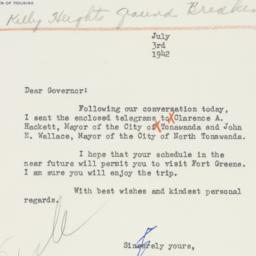 OF HOUSING
Kelly Heights ground Breaking
July
3rd
1942
Dear Governor:
Following our conversation today,
I sent the enclosed telegrams to Clarence A.
Hackett, Mayor of the City of Tonawanda and John
E. Wallace, Mayor of the City of North Tonawanda.
I hope that your schedule in the
near future will permit you to visit Fort Greene.
I am sure you will enjoy the trip.
With best wishes and kindest personal
regards.
Sincerely yours,